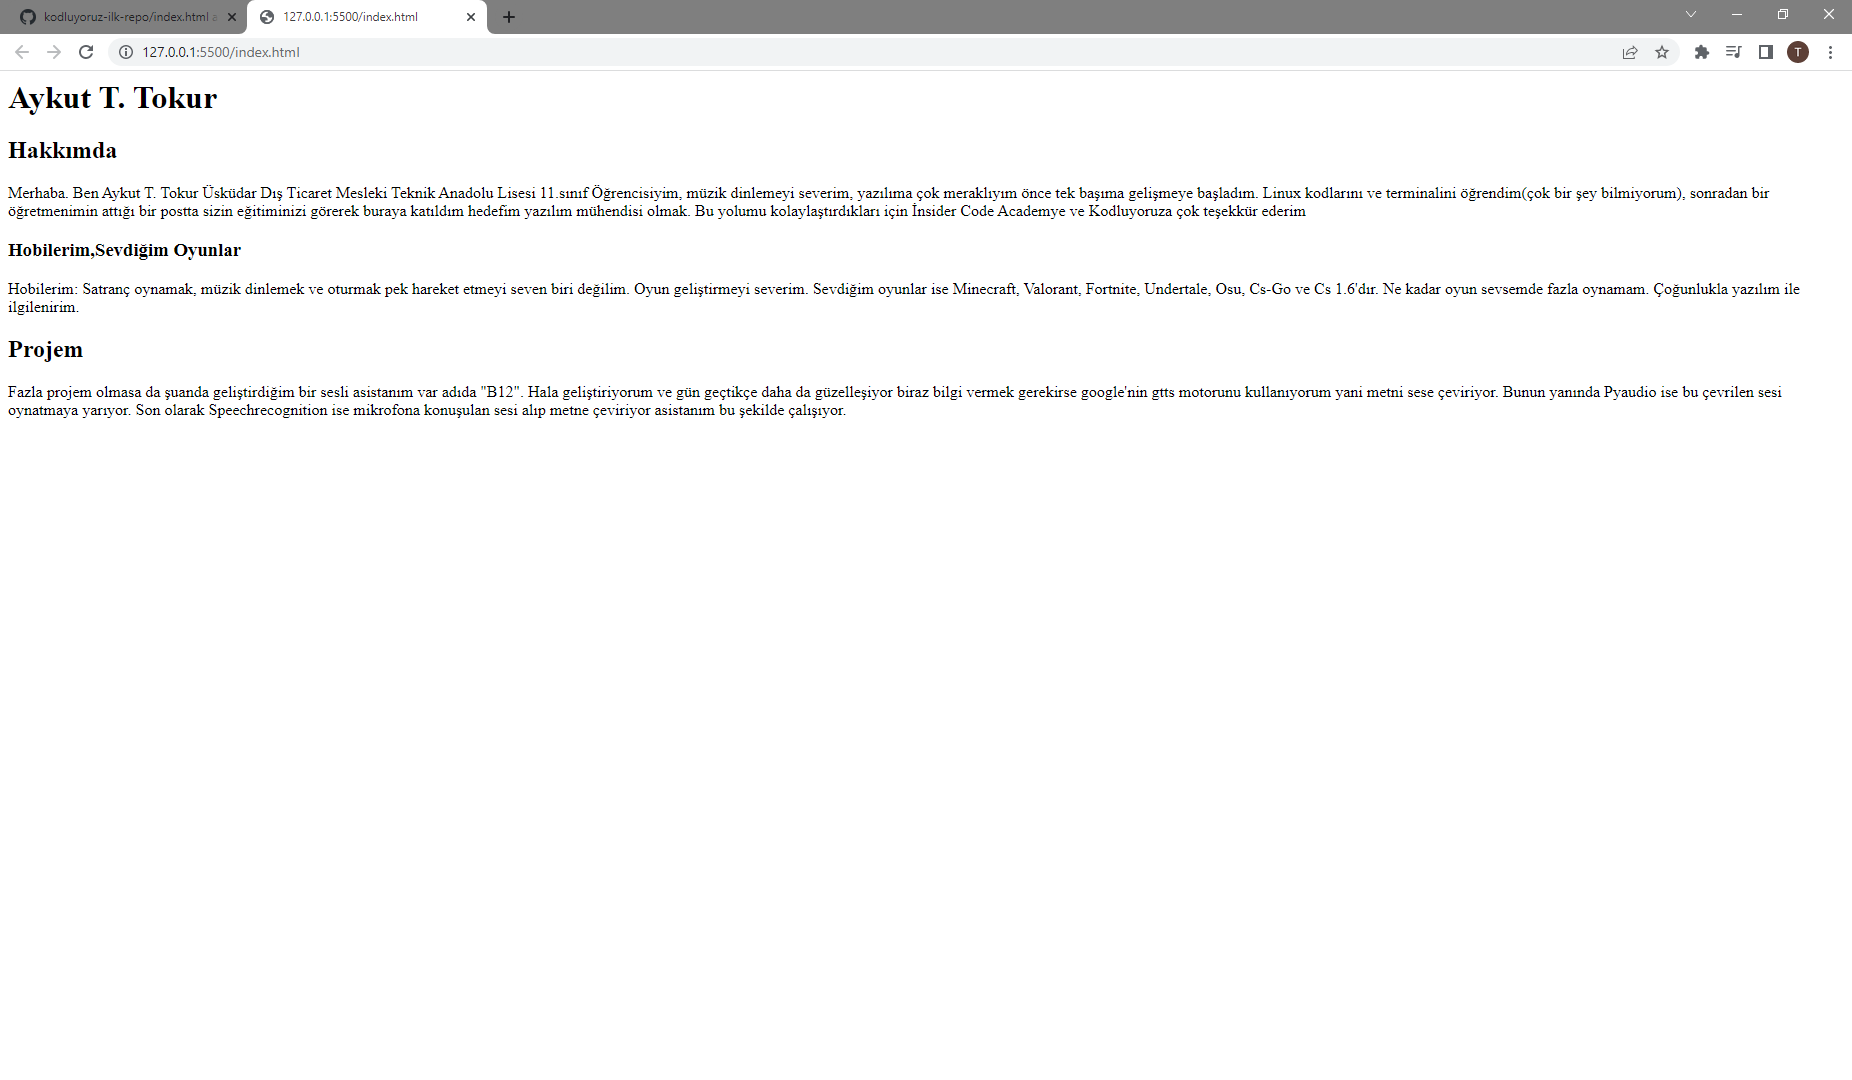 kodluyoruz-ilk-repo/index.html a
127.0.0.1:5500/index.html
127.0.0.1:5500/index.html
T
Aykut T. Tokur
Hakkımda
Merhaba. Ben Aykut T. Tokur Üsküdar Dış Ticaret Mesleki Teknik Anadolu Lisesi 11.sınıf Öğrencisiyim, müzik dinlemeyi severim, yazılıma çok meraklıyım önce tek başıma gelişmeye başladım. Linux kodlarını ve terminalini öğrendim(çok bir şey bilmiyorum), sonradan bir
öğretmenimin attığı bir postta sizin eğitiminizi görerek buraya katıldım hedefim yazılım mühendisi olmak. Bu yolumu kolaylaştırdıkları için İnsider Code Academye ve Kodluyoruza çok teşekkür ederim
Hobilerim,Sevdiğim Oyunlar
Hobilerim: Satranç oynamak, müzik dinlemek ve oturmak pek hareket etmeyi seven biri değilim. Oyun geliştirmeyi severim. Sevdiğim oyunlar ise Minecraft, Valorant, Fortnite, Undertale, Osu, Cs-Go ve Cs 1.6'dır. Ne kadar oyun sevsemde fazla oynamam. Çoğunlukla yazılım ile
ilgilenirim.
Projem
Fazla projem olmasa da şuanda geliştirdiğim bir sesli asistanım var adıda "B12". Hala geliştiriyorum ve gün geçtikçe daha da güzelleşiyor biraz bilgi vermek gerekirse google'nin gtts motorunu kullanıyorum yani metni sese çeviriyor. Bunun yanında Pyaudio ise bu çevrilen sesi
oynatmaya yarıyor. Son olarak Speechrecognition ise mikrofona konuşulan sesi alıp metne çeviriyor asistanım bu şekilde çalışıyor.